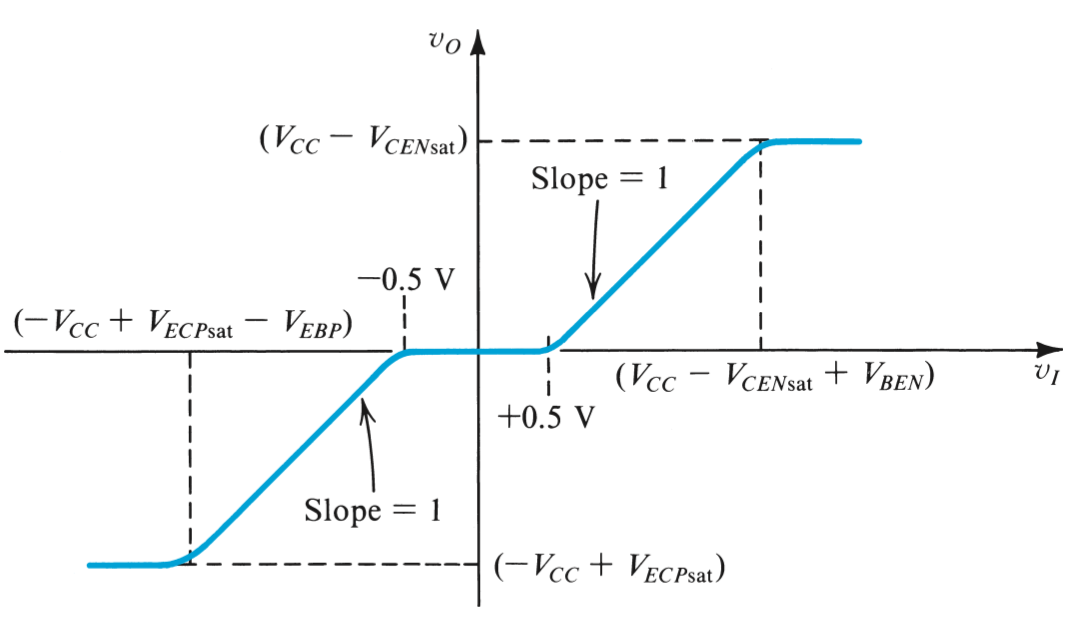 v_O
(V_CC − V_CENsat)
Slope = 1
−0.5 V
(−V_CC + V_ECPsat − V_EBP)
(V_CC − V_CENsat + V_BEN)
v_I
+0.5 V
Slope = 1
(−V_CC + V_ECPsat)